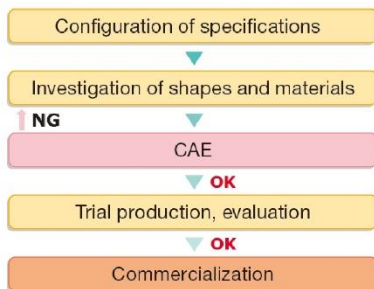 Configuration of specifications
Investigation of shapes and materials
NG
CAE
OK
Trial production, evaluation
OK
Commercialization